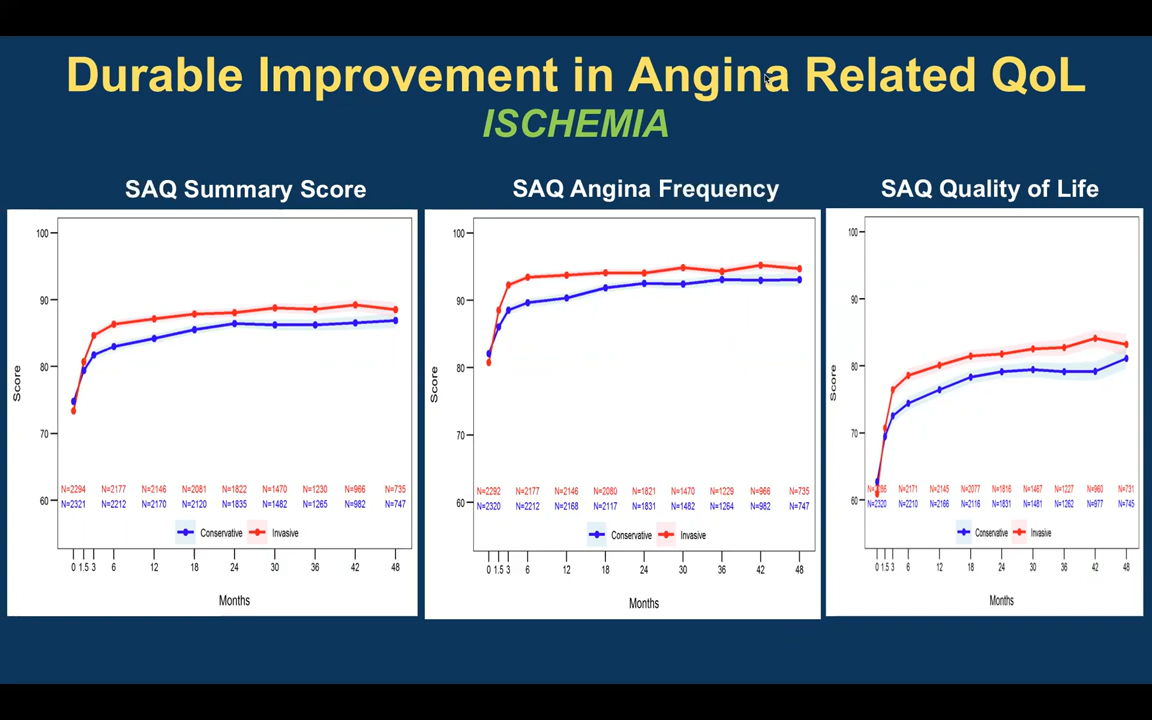 Durable Improvement in Angina Related QoL
ISCHEMIA
SAQ Summary Score
100
90
80
70
60
Score
N=2294 N=2177 N=2146 N=2081 N=1822 N=1470 N=1230 N=966 N=735
N=2321 N=2212 N=2170 N=2120 N=1835 N=1482 N=1265 N=982 N=747
Conservative Invasive
0 1.5 3 6 12 18 24 30 36 42 48
Months
SAQ Angina Frequency
100
90
80
70
60
Score
N=2292 N=2177 N=2146 N=2080 N=1821 N=1470 N=1229 N=966 N=735
N=2320 N=2212 N=2168 N=2117 N=1831 N=1482 N=1264 N=982 N=747
Conservative Invasive
0 1.5 3 6 12 18 24 30 36 42 48
Months
SAQ Quality of Life
100
90
80
70
60
Score
N=2171 N=2145 N=2077 N=1816 N=1467 N=1227 N=960 N=731
N=2320 N=2210 N=2166 N=2116 N=1831 N=1481 N=1262 N=977 N=745
Conservative Invasive
0 1.5 3 6 12 18 24 30 36 42 48
Months